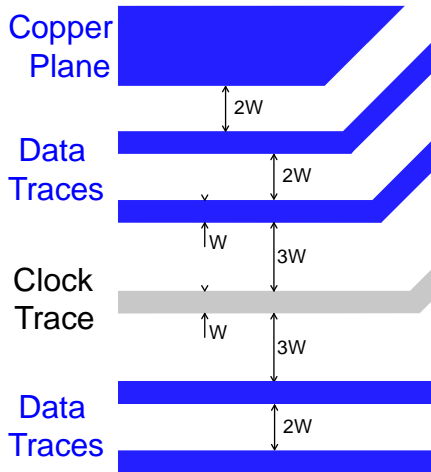 Copper
Plane
2W
Data
Traces
2W
W
3W
Clock
Trace
W
3W
Data
Traces
2W